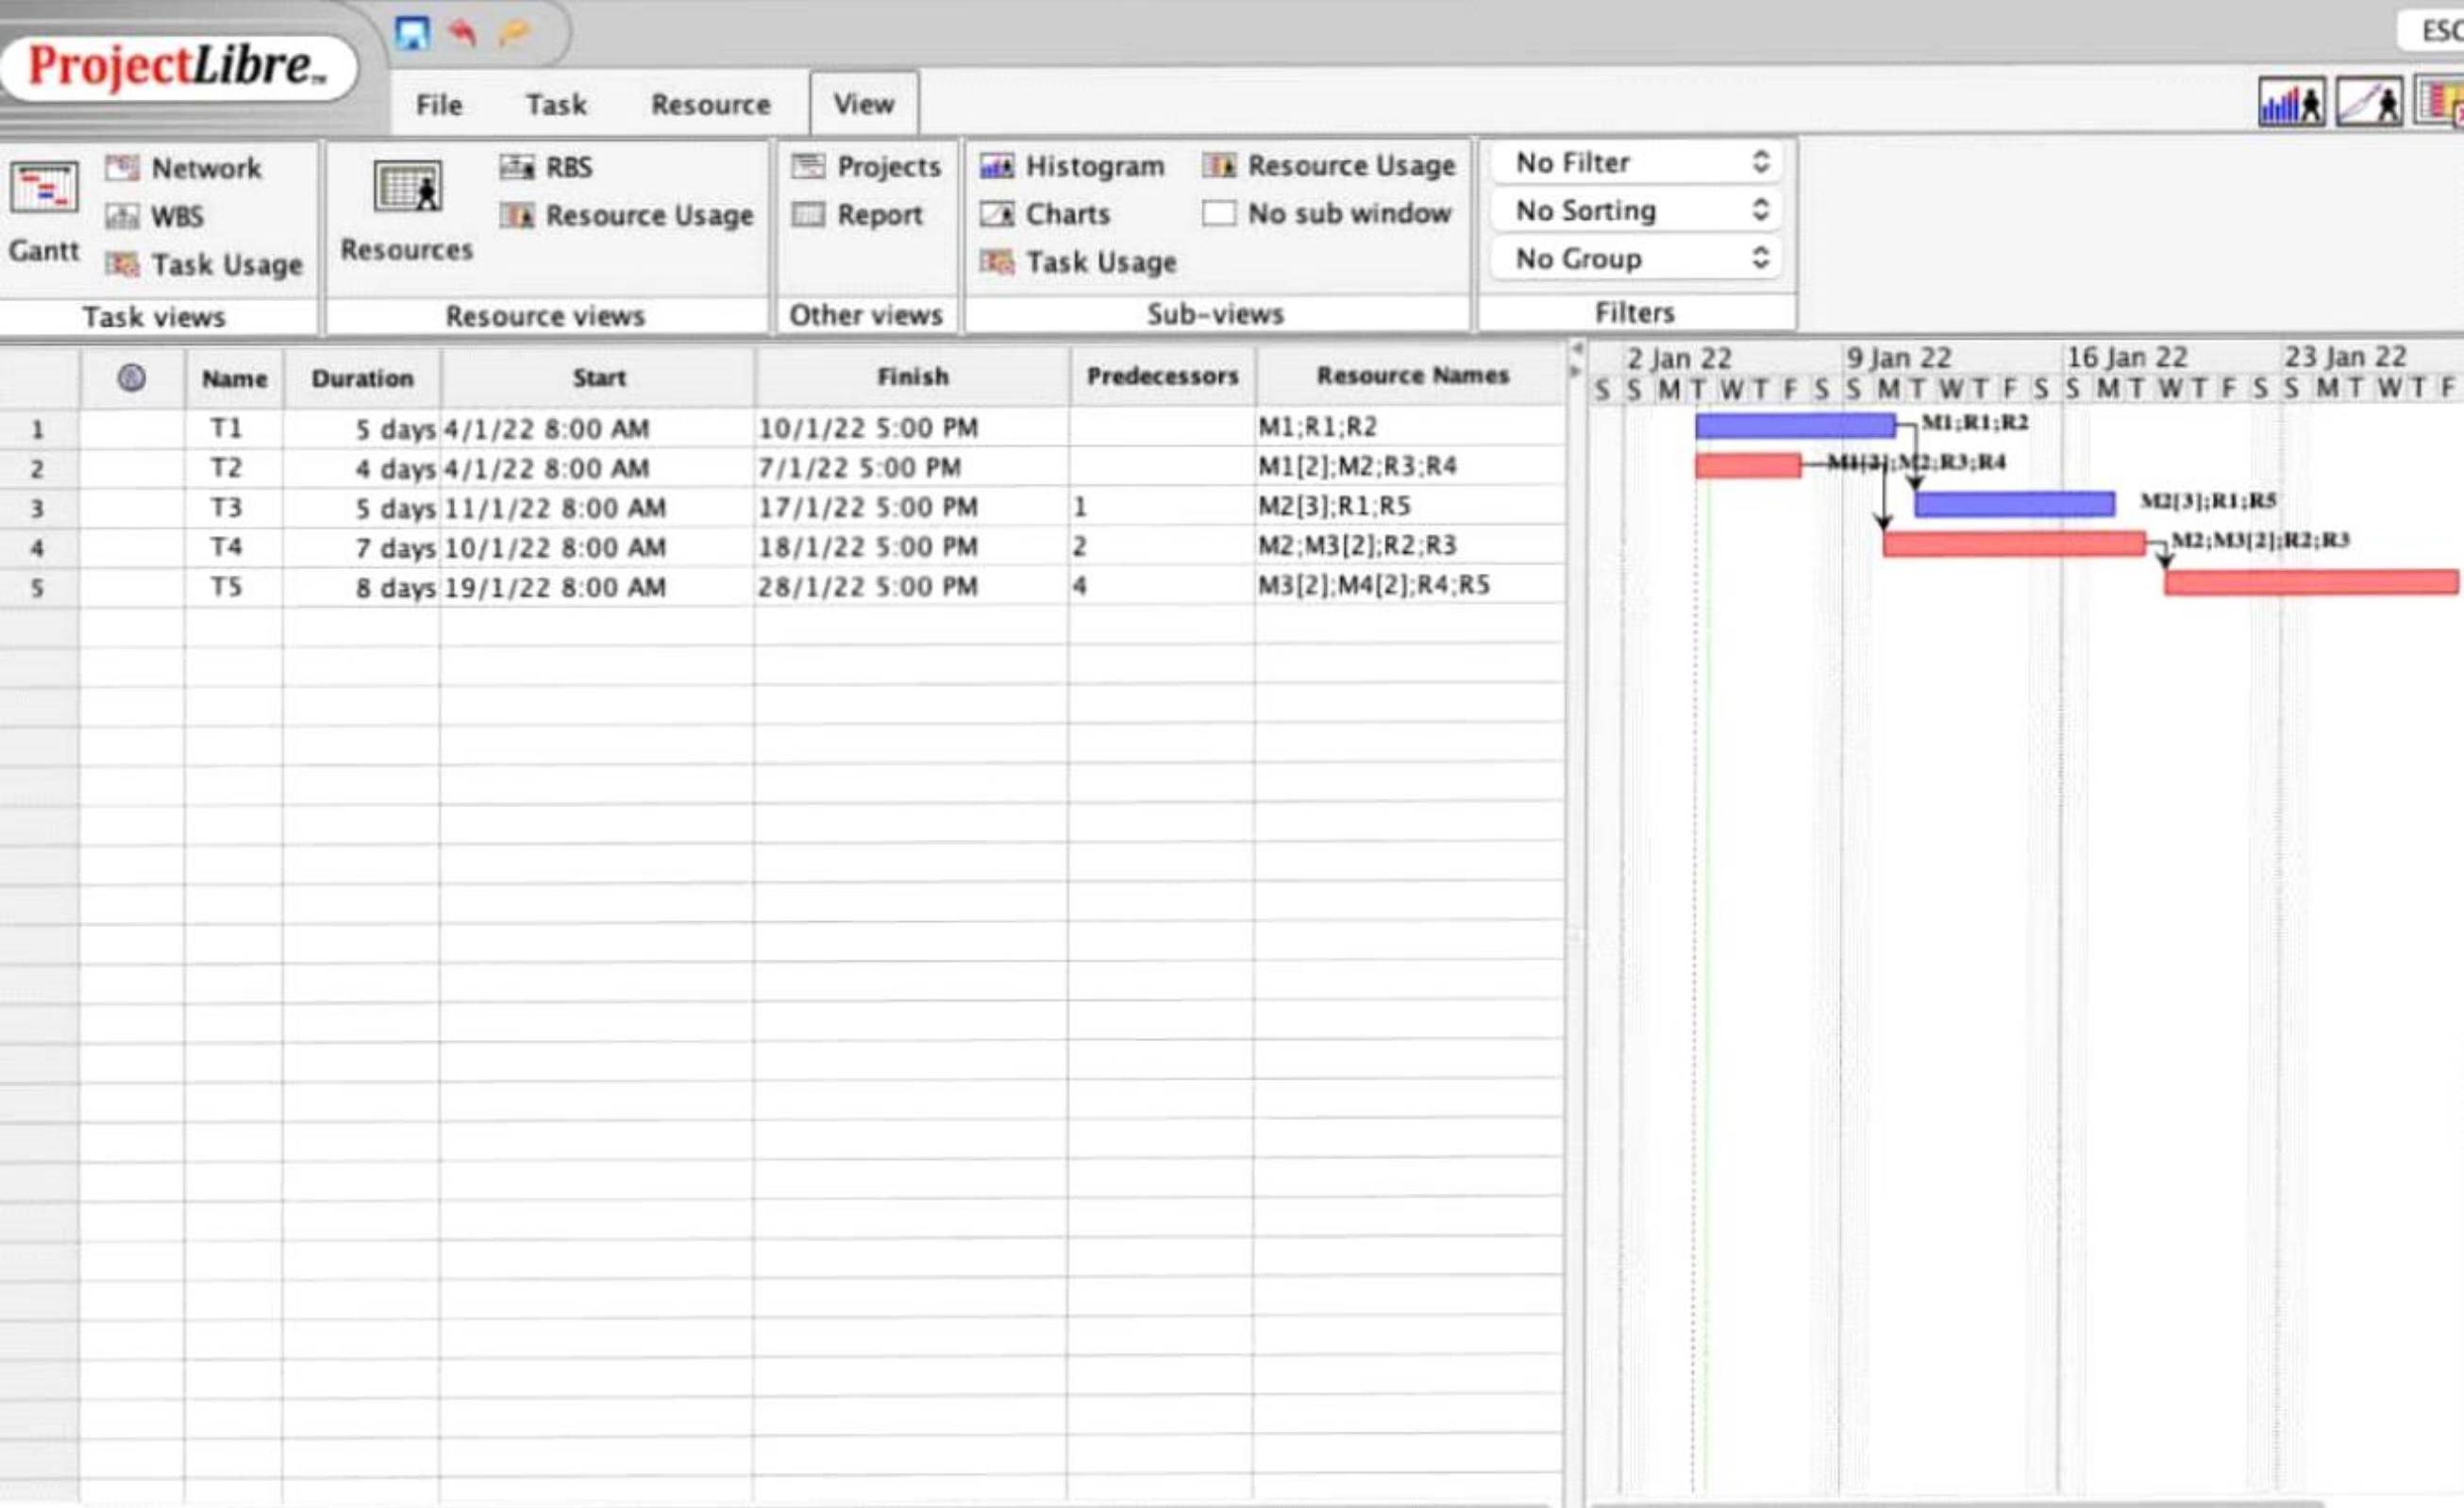 ProjectLibre™
ESC
File Task Resource View
Gantt
Network
WBS
Task Usage
Task views
Resources
RBS
Resource Usage
Resource views
Projects
Report
Other views
Histogram
Charts
Task Usage
Resource Usage
No sub window
Sub-views
No Filter
No Sorting
No Group
Filters
Name Duration Start Finish Predecessors Resource Names
1 T1 5 days 4/1/22 8:00 AM 10/1/22 5:00 PM M1;R1;R2
2 T2 4 days 4/1/22 8:00 AM 7/1/22 5:00 PM M1[2];M2;R3;R4
3 T3 5 days 11/1/22 8:00 AM 17/1/22 5:00 PM 1 M2[3];R1;R5
4 T4 7 days 10/1/22 8:00 AM 18/1/22 5:00 PM 2 M2;M3[2];R2;R3
5 T5 8 days 19/1/22 8:00 AM 28/1/22 5:00 PM 4 M3[2];M4[2];R4;R5
2 Jan 22 9 Jan 22 16 Jan 22 23 Jan 22
S S M T W T F S S M T W T F S S M T W T F S S M T W T F
M1;R1;R2
M1[2];M2;R3;R4
M2[3];R1;R5
M2;M3[2];R2;R3